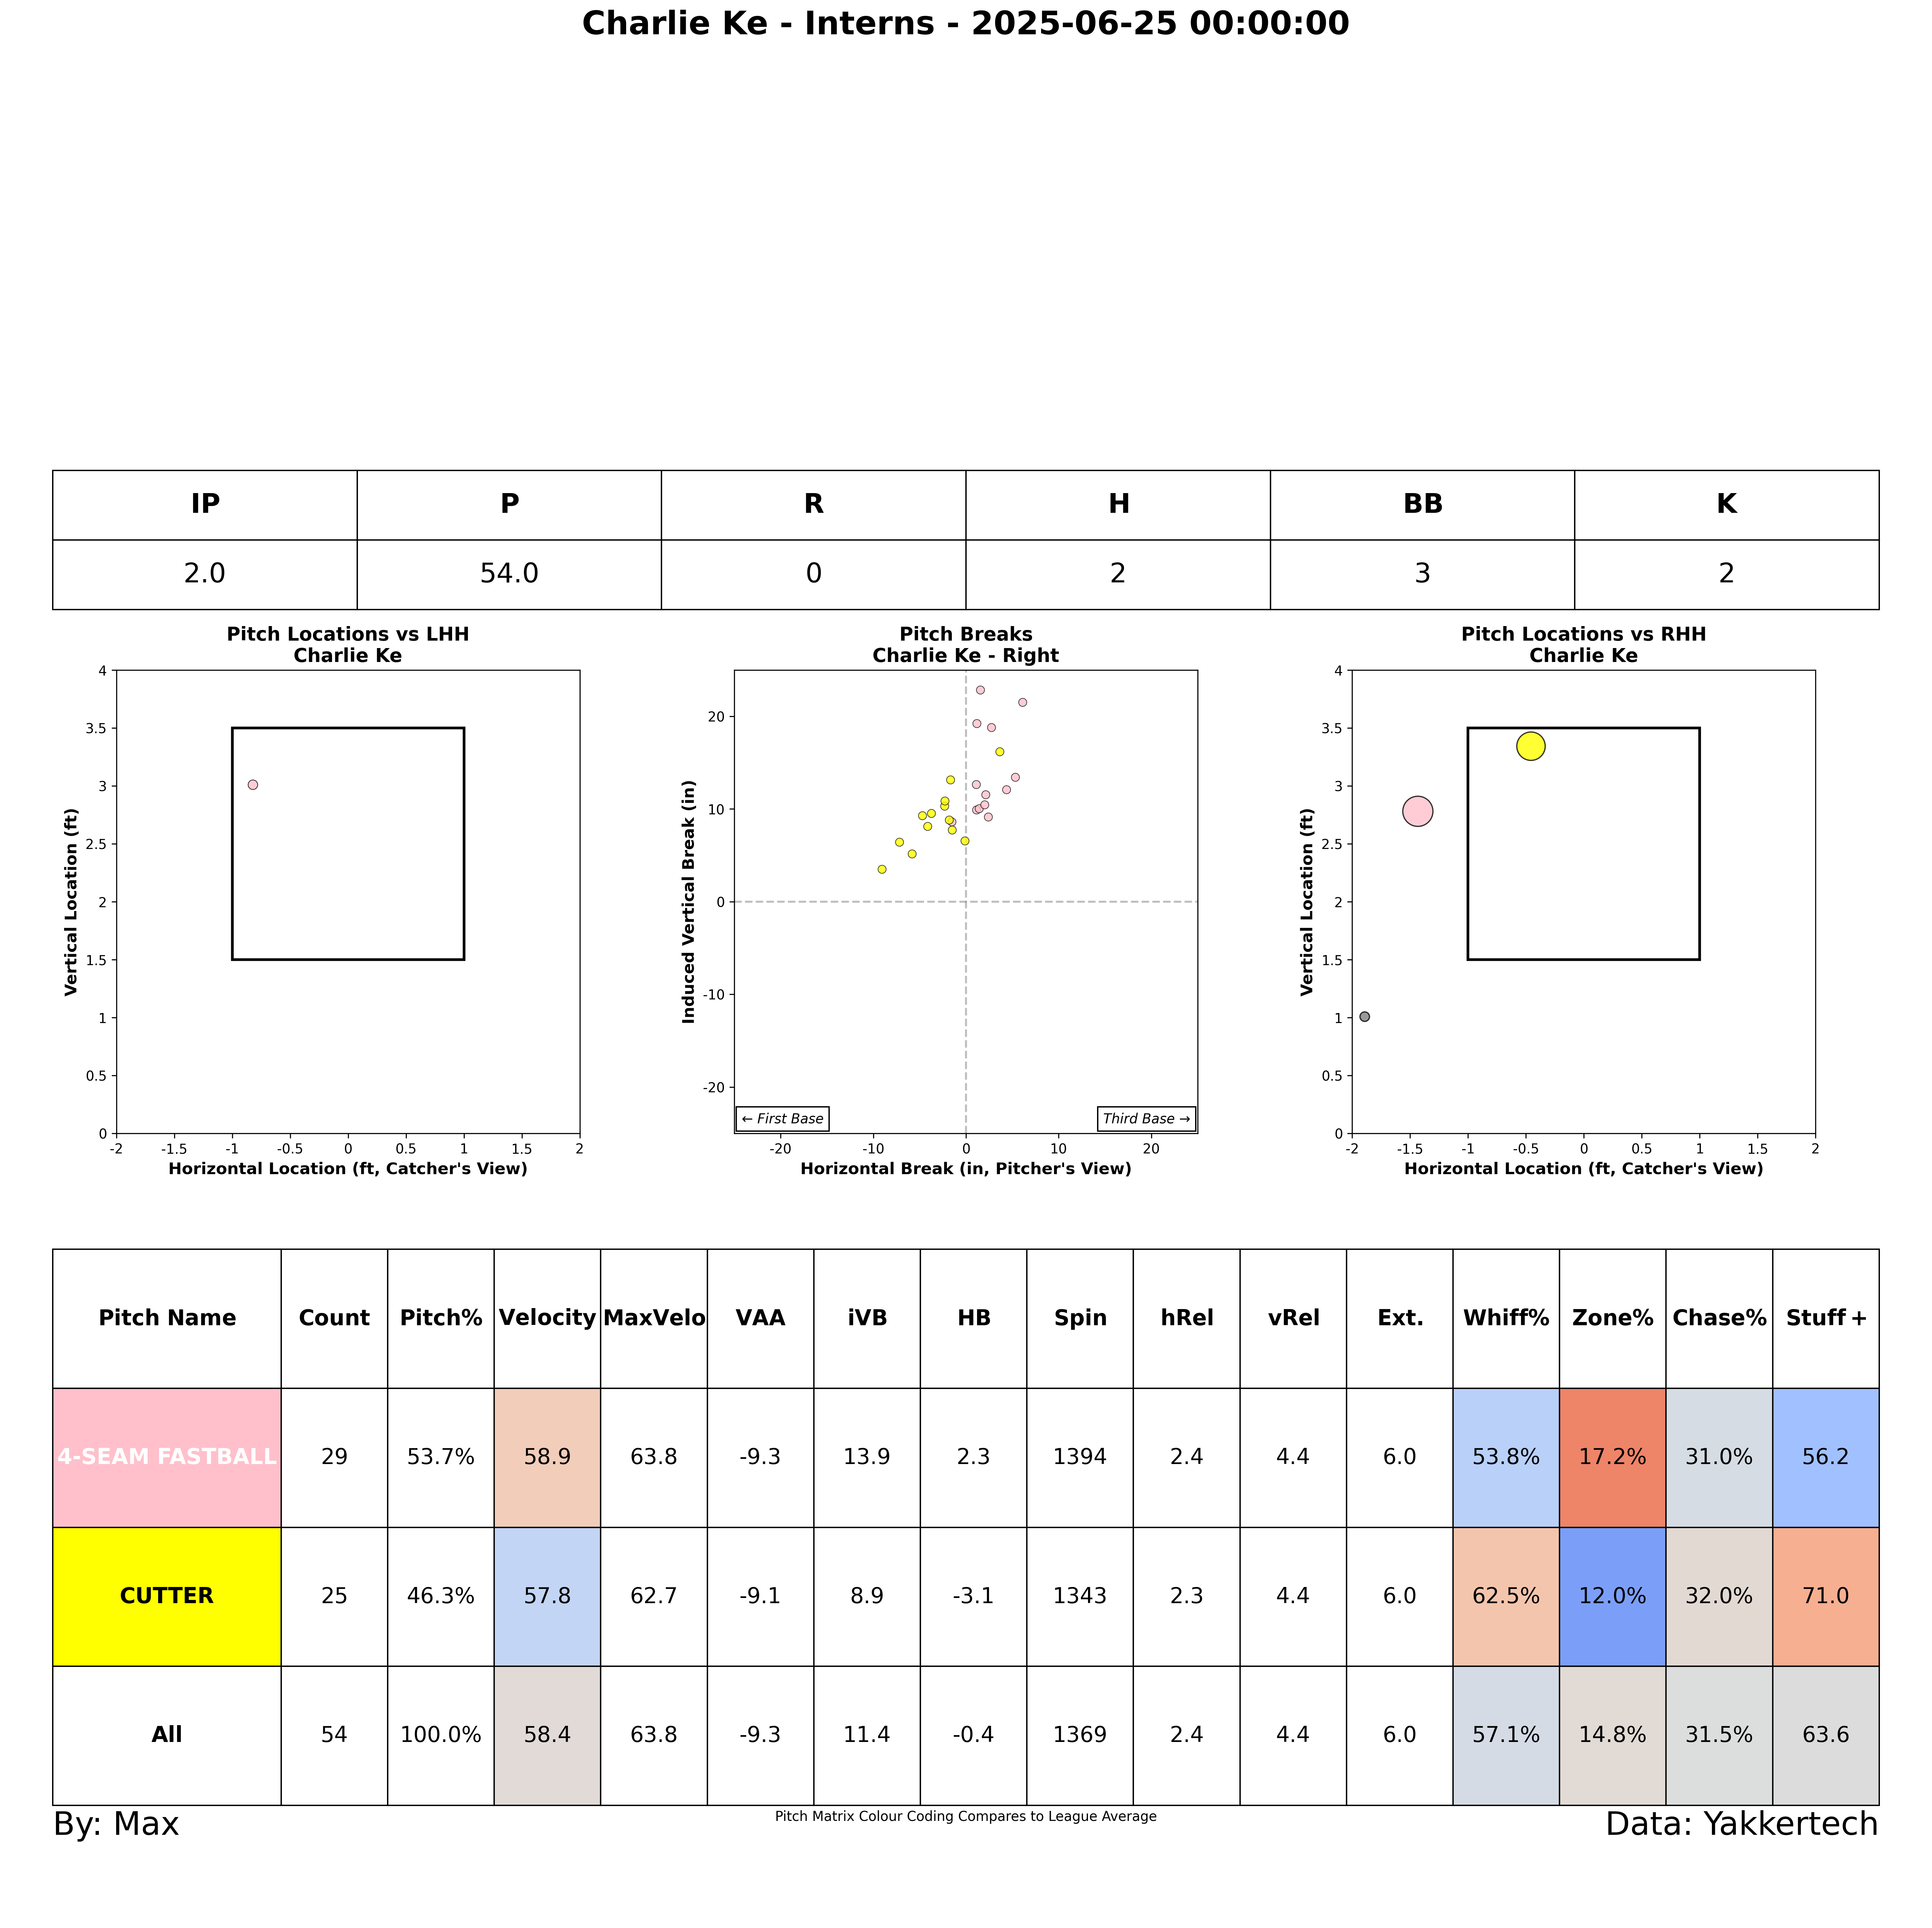 Charlie Ke - Interns - 2025-06-25 00:00:00
IP P R H BB K
2.0 54.0 0 2 3 2
Pitch Locations vs LHH
Charlie Ke
4
3.5
3
2.5
2
1.5
1
0.5
0
-2 -1.5 -1 -0.5 0 0.5 1 1.5 2
Vertical Location (ft)
Horizontal Location (ft, Catcher's View)
Pitch Breaks
Charlie Ke - Right
20
10
0
-10
-20
← First Base
Third Base →
-20 -10 0 10 20
Induced Vertical Break (in)
Horizontal Break (in, Pitcher's View)
Pitch Locations vs RHH
Charlie Ke
4
3.5
3
2.5
2
1.5
1
0.5
0
-2 -1.5 -1 -0.5 0 0.5 1 1.5 2
Vertical Location (ft)
Horizontal Location (ft, Catcher's View)
Pitch Name Count Pitch% Velocity MaxVelo VAA iVB HB Spin hRel vRel Ext. Whiff% Zone% Chase% Stuff+
4-SEAM FASTBALL 29 53.7% 58.9 63.8 -9.3 13.9 2.3 1394 2.4 4.4 6.0 53.8% 17.2% 31.0% 56.2
CUTTER 25 46.3% 57.8 62.7 -9.1 8.9 -3.1 1343 2.3 4.4 6.0 62.5% 12.0% 32.0% 71.0
All 54 100.0% 58.4 63.8 -9.3 11.4 -0.4 1369 2.4 4.4 6.0 57.1% 14.8% 31.5% 63.6
By: Max
Pitch Matrix Colour Coding Compares to League Average
Data: Yakkertech